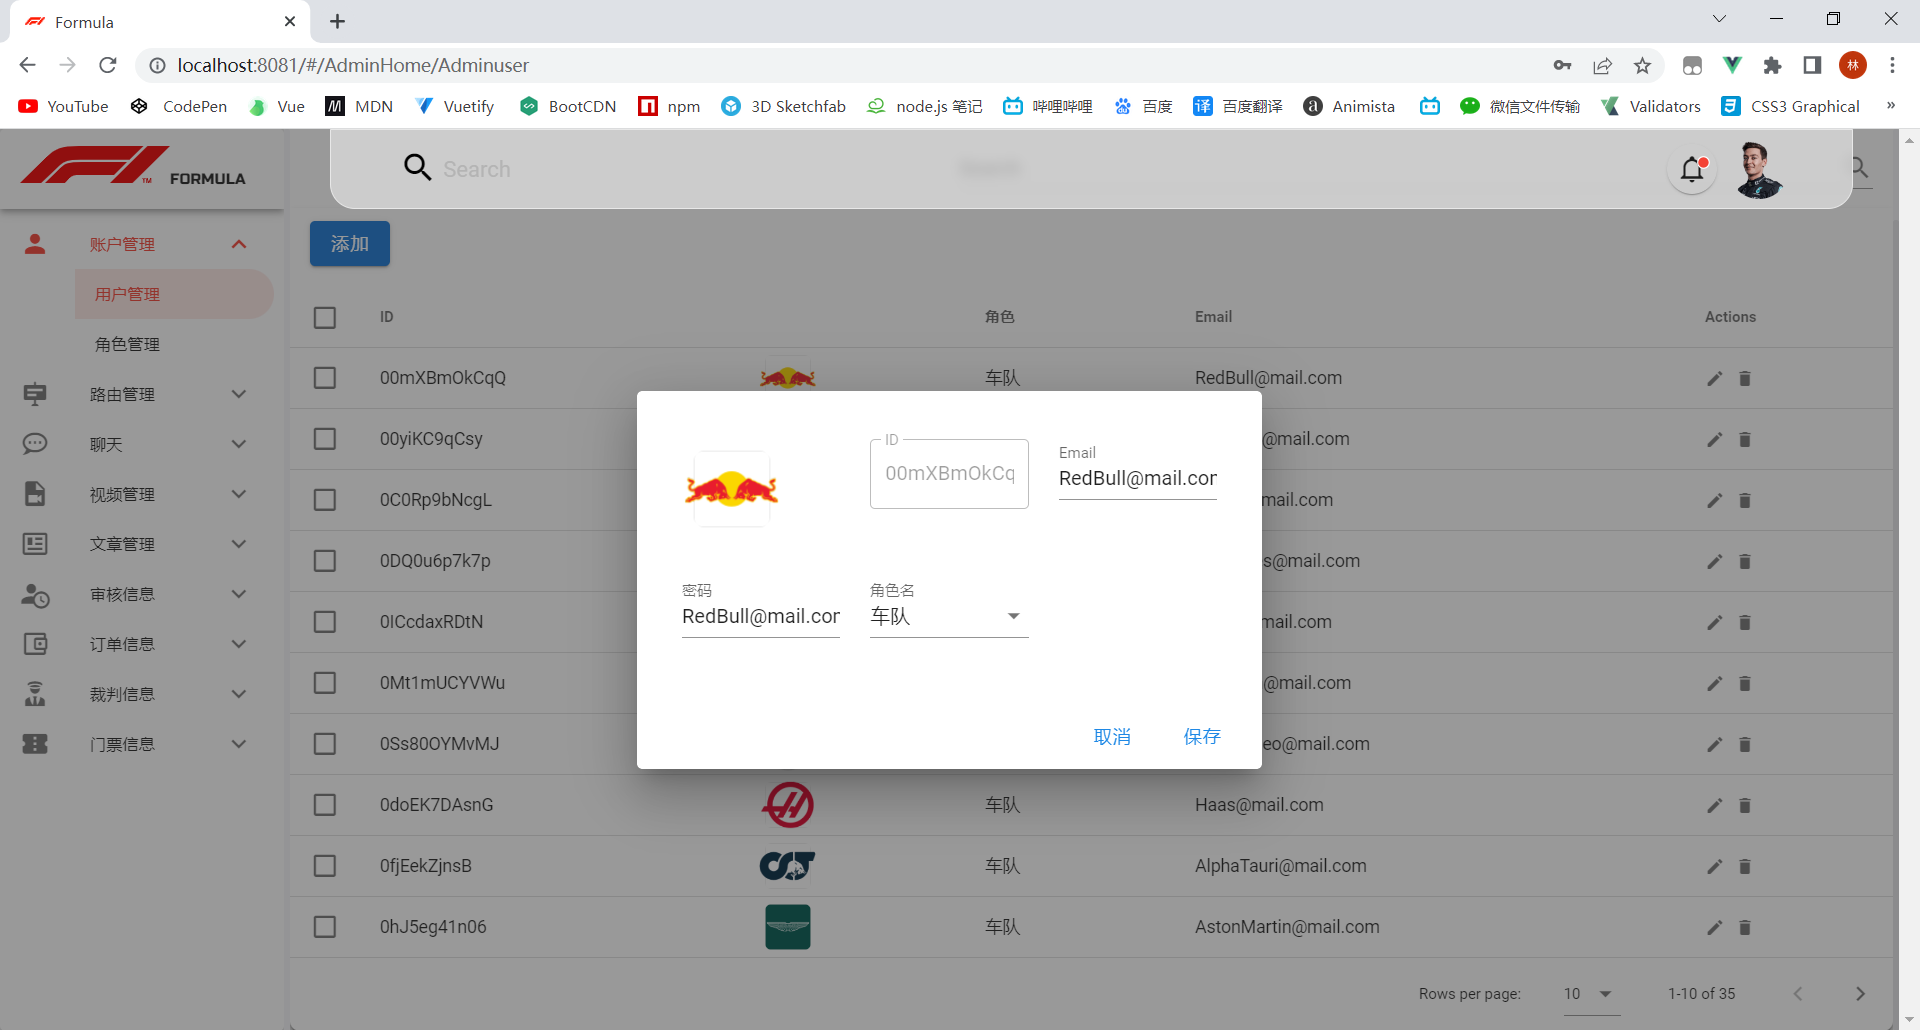 Formula
localhost:8081/#/AdminHome/Adminuser
林
YouTube CodePen Vue MDN Vuetify BootCDN npm 3D Sketchfab node.js 笔记 哔哩哔哩 百度 译 百度翻译 Animista 微信文件传输 Validators CSS3 Graphical »
FORMULA
Search
账户管理
用户管理
角色管理
路由管理
聊天
视频管理
文章管理
审核信息
订单信息
裁判信息
门票信息
添加
ID 角色 Email Actions
00mXBmOkCqQ 车队 RedBull@mail.com
00yiKC9qCsy @mail.com
0C0Rp9bNcgL mail.com
0DQ0u6p7k7p s@mail.com
0ICcdaxRDtN mail.com
0Mt1mUCYVWu @mail.com
0Ss80OYMvMJ eo@mail.com
0doEK7DAsnG 车队 Haas@mail.com
0fjEekZjnsB 车队 AlphaTauri@mail.com
0hJ5eg41n06 车队 AstonMartin@mail.com
ID
00mXBmOkCq
Email
RedBull@mail.cor
密码
RedBull@mail.cor
角色名
车队
取消 保存
Rows per page: 10 1-10 of 35